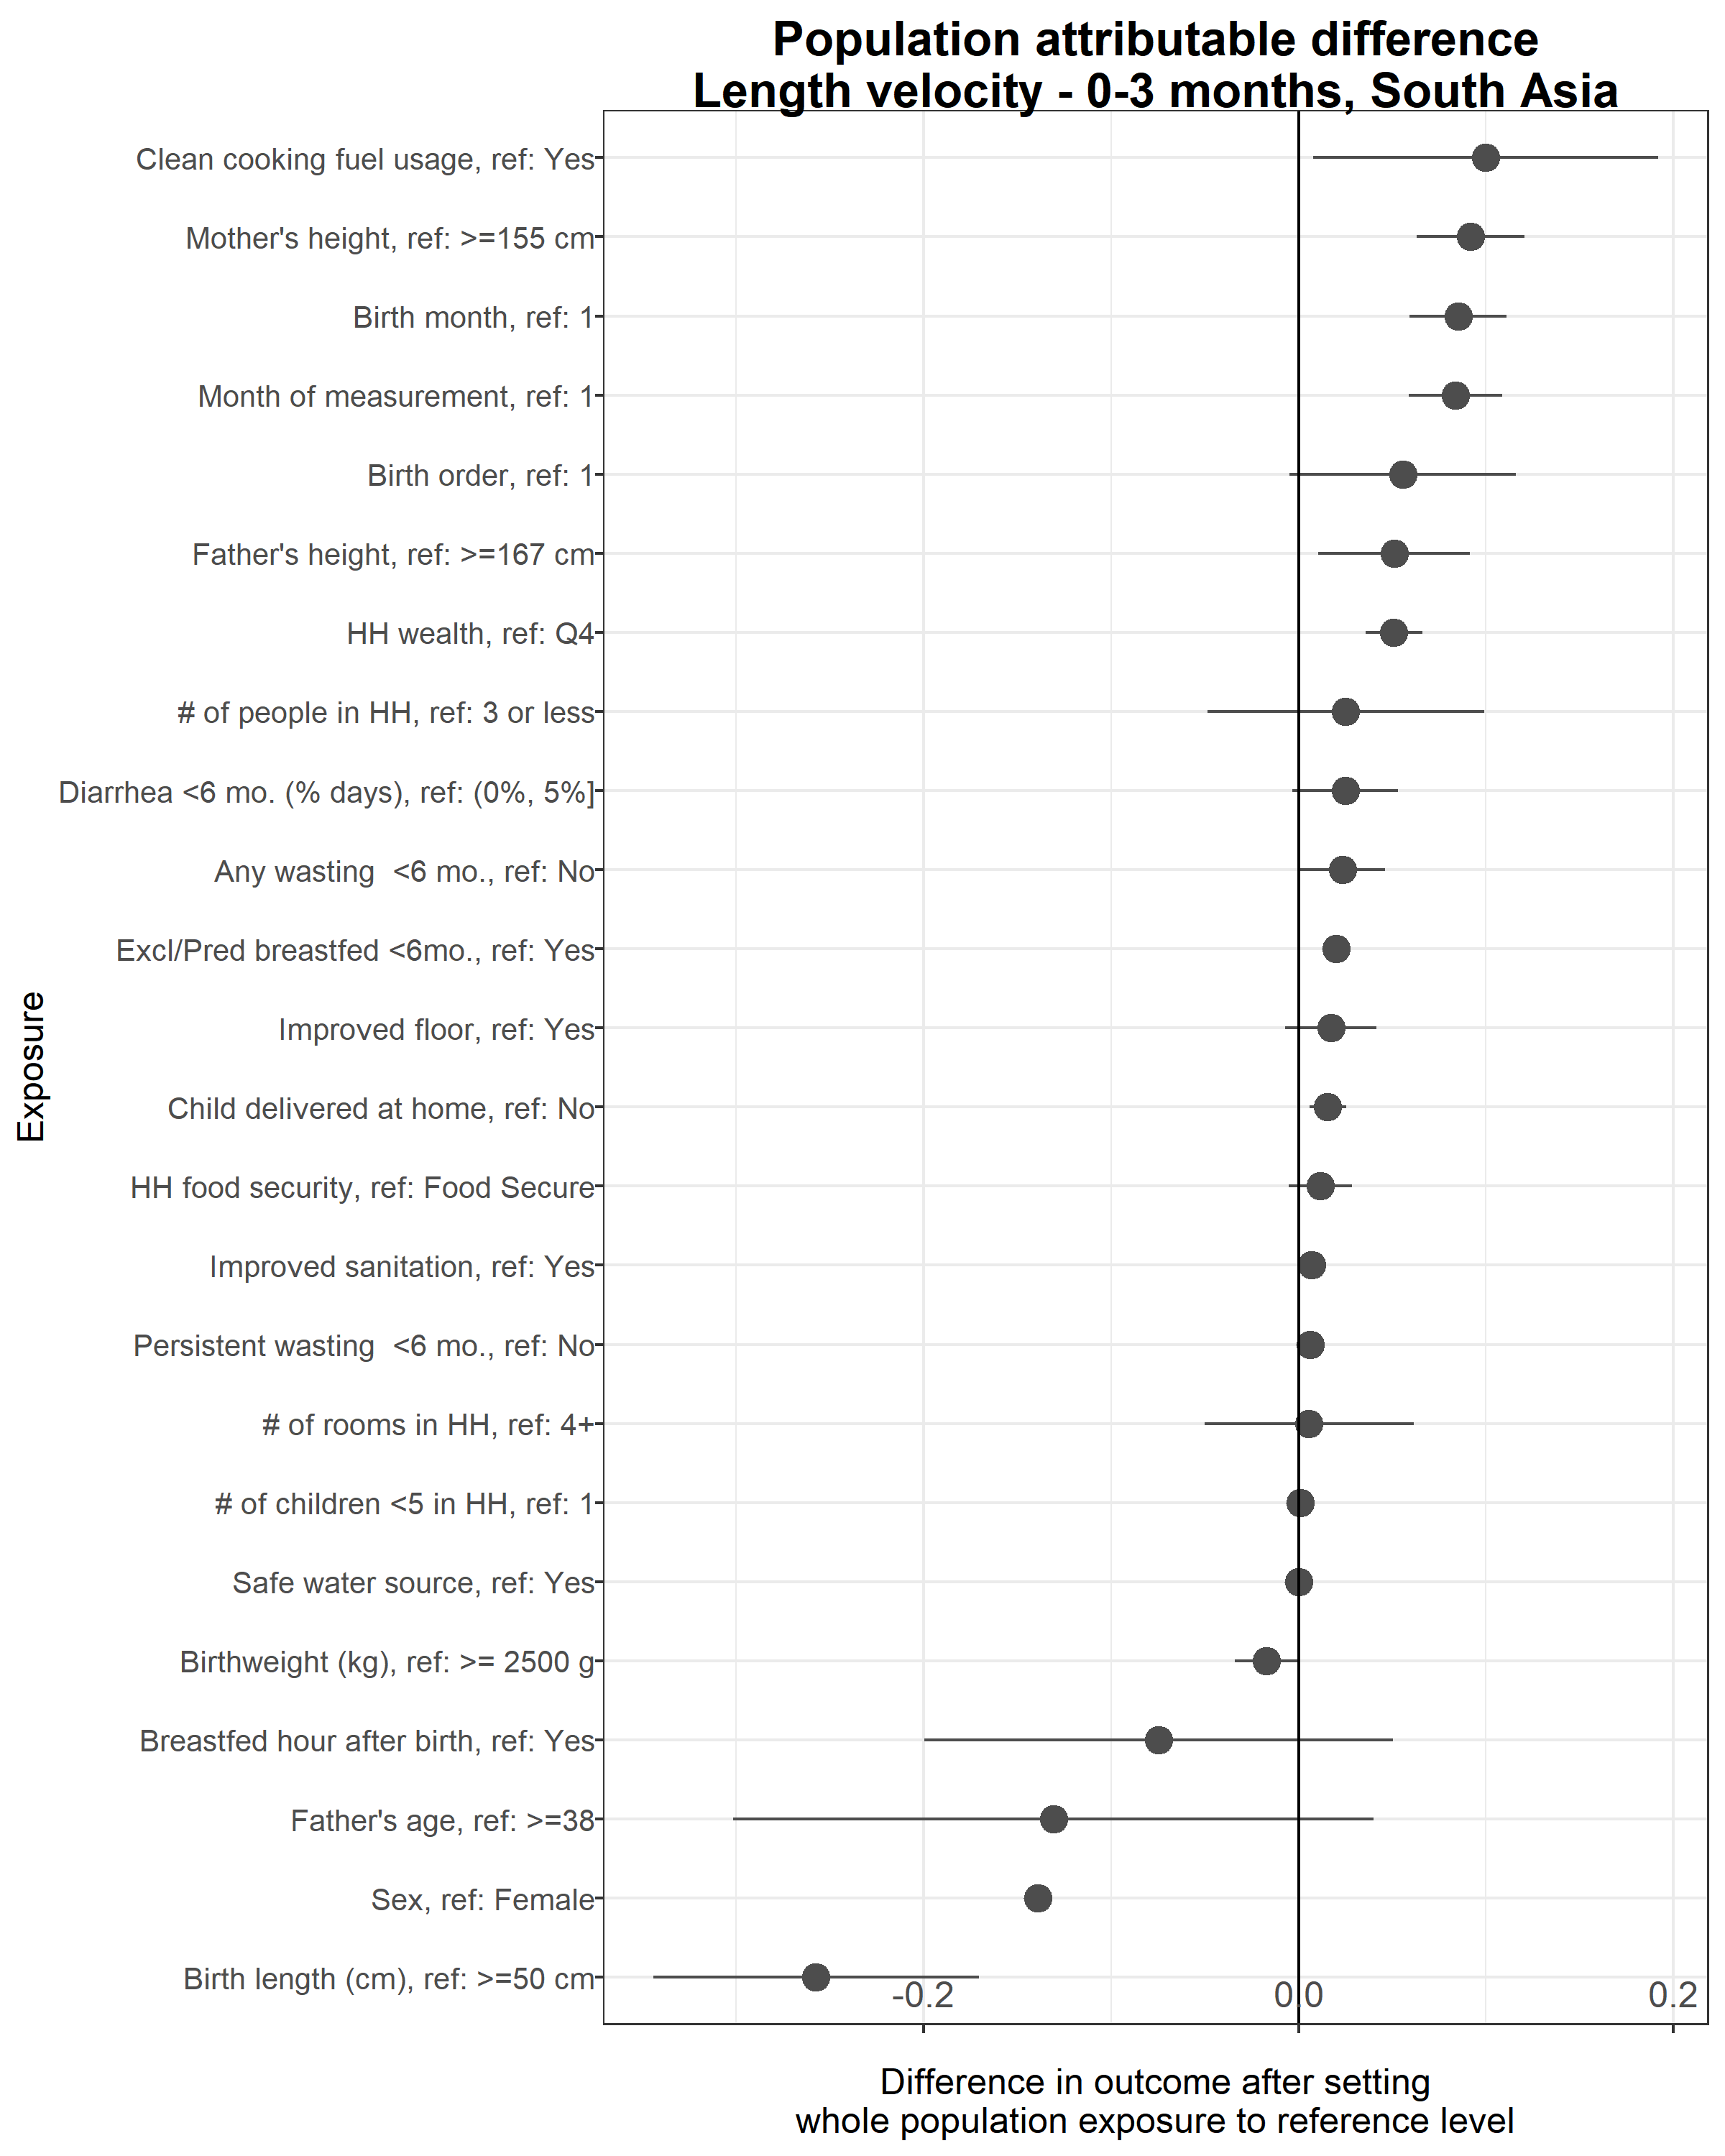 Population attributable difference
Length velocity - 0-3 months, South Asia
Clean cooking fuel usage, ref: Yes
Mother's height, ref: >=155 cm
Birth month, ref: 1
Month of measurement, ref: 1
Birth order, ref: 1
Father's height, ref: >=167 cm
HH wealth, ref: Q4
# of people in HH, ref: 3 or less
Diarrhea <6 mo. (% days), ref: (0%, 5%]
Any wasting  <6 mo., ref: No
Excl/Pred breastfed <6mo., ref: Yes
Improved floor, ref: Yes
Child delivered at home, ref: No
HH food security, ref: Food Secure
Improved sanitation, ref: Yes
Persistent wasting  <6 mo., ref: No
# of rooms in HH, ref: 4+
# of children <5 in HH, ref: 1
Safe water source, ref: Yes
Birthweight (kg), ref: >= 2500 g
Breastfed hour after birth, ref: Yes
Father's age, ref: >=38
Sex, ref: Female
Birth length (cm), ref: >=50 cm
Exposure
-0.2 0.0 0.2
Difference in outcome after setting
whole population exposure to reference level